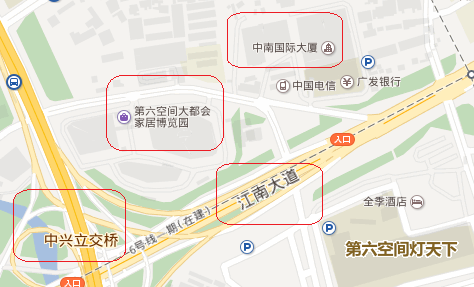 中南国际大厦
中国电信
广发银行
第六空间大都会
家居博览园
入口
江南大道
全季酒店
6号线一期(在建)
中兴立交桥
第六空间灯天下
入口
入口
P
P
P